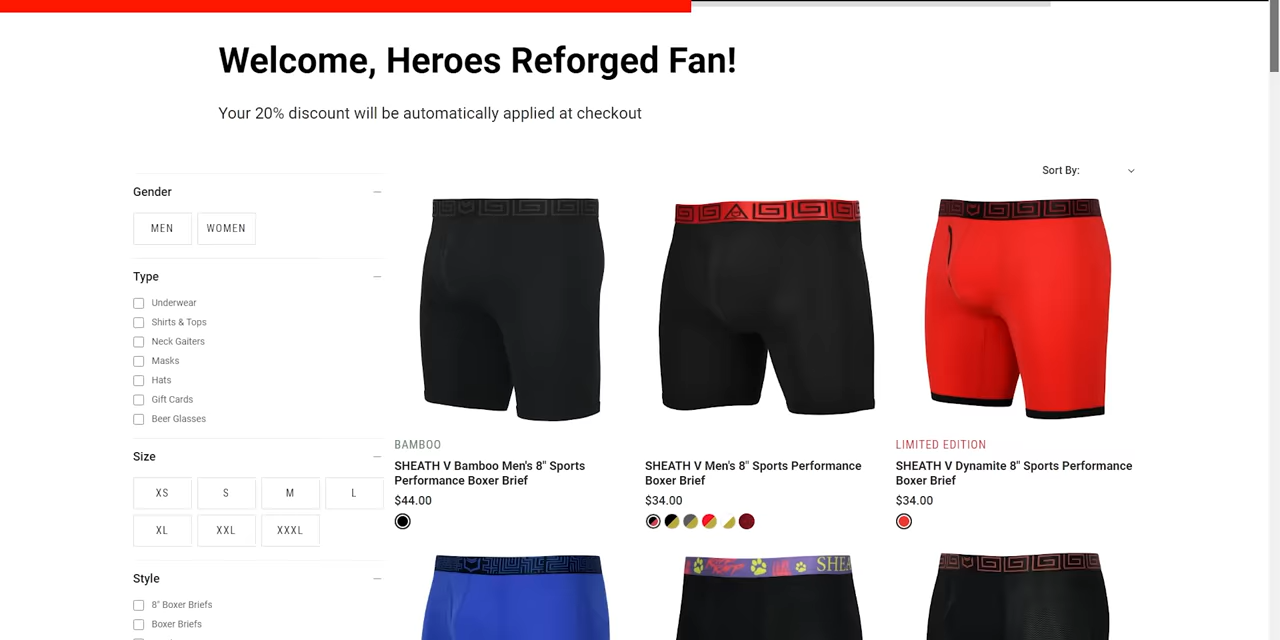 Welcome, Heroes Reforged Fan!
Your 20% discount will be automatically applied at checkout
Sort By:
Gender
MEN
WOMEN
Type
Underwear
Shirts & Tops
Neck Gaiters
Masks
Hats
Gift Cards
Beer Glasses
Size
XS
S
M
L
XL
XXL
XXXL
Style
8" Boxer Briefs
Boxer Briefs
BAMBOO
SHEATH V Bamboo Men's 8" Sports
Performance Boxer Brief
$44.00
SHEATH V Men's 8" Sports Performance
Boxer Brief
$34.00
LIMITED EDITION
SHEATH V Dynamite 8" Sports Performance
Boxer Brief
$34.00
SHEA